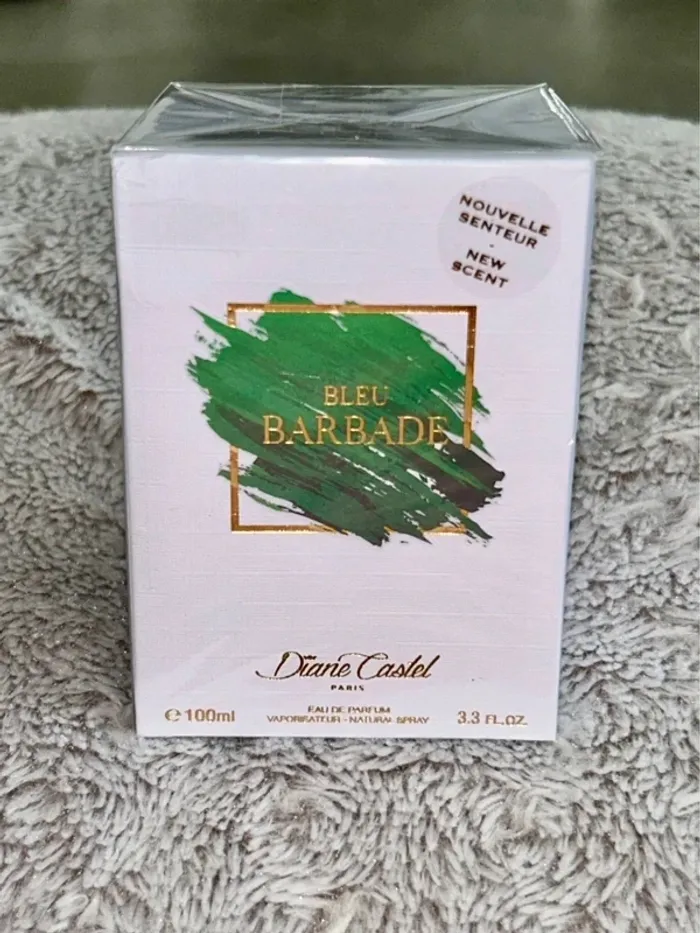 NOUVELLE
SENTEUR
-
NEW
SCENT
BLEU
BARBADE
Diane Castel
PARIS
EAU DE PARFUM
VAPORISATEUR - NATURAL SPRAY
e 100ml
3.3 FL.OZ.